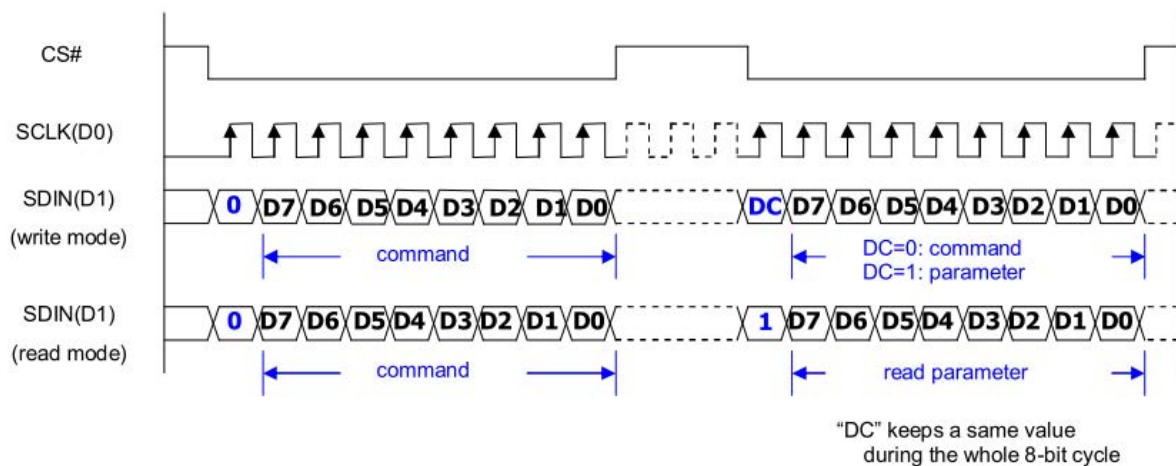 CS#
SCLK(D0)
SDIN(D1)
(write mode)
0 D7 D6 D5 D4 D3 D2 D1 D0
DC D7 D6 D5 D4 D3 D2 D1 D0
command
DC=0: command
DC=1: parameter
SDIN(D1)
(read mode)
0 D7 D6 D5 D4 D3 D2 D1 D0
1 D7 D6 D5 D4 D3 D2 D1 D0
command
read parameter
“DC” keeps a same value
during the whole 8-bit cycle